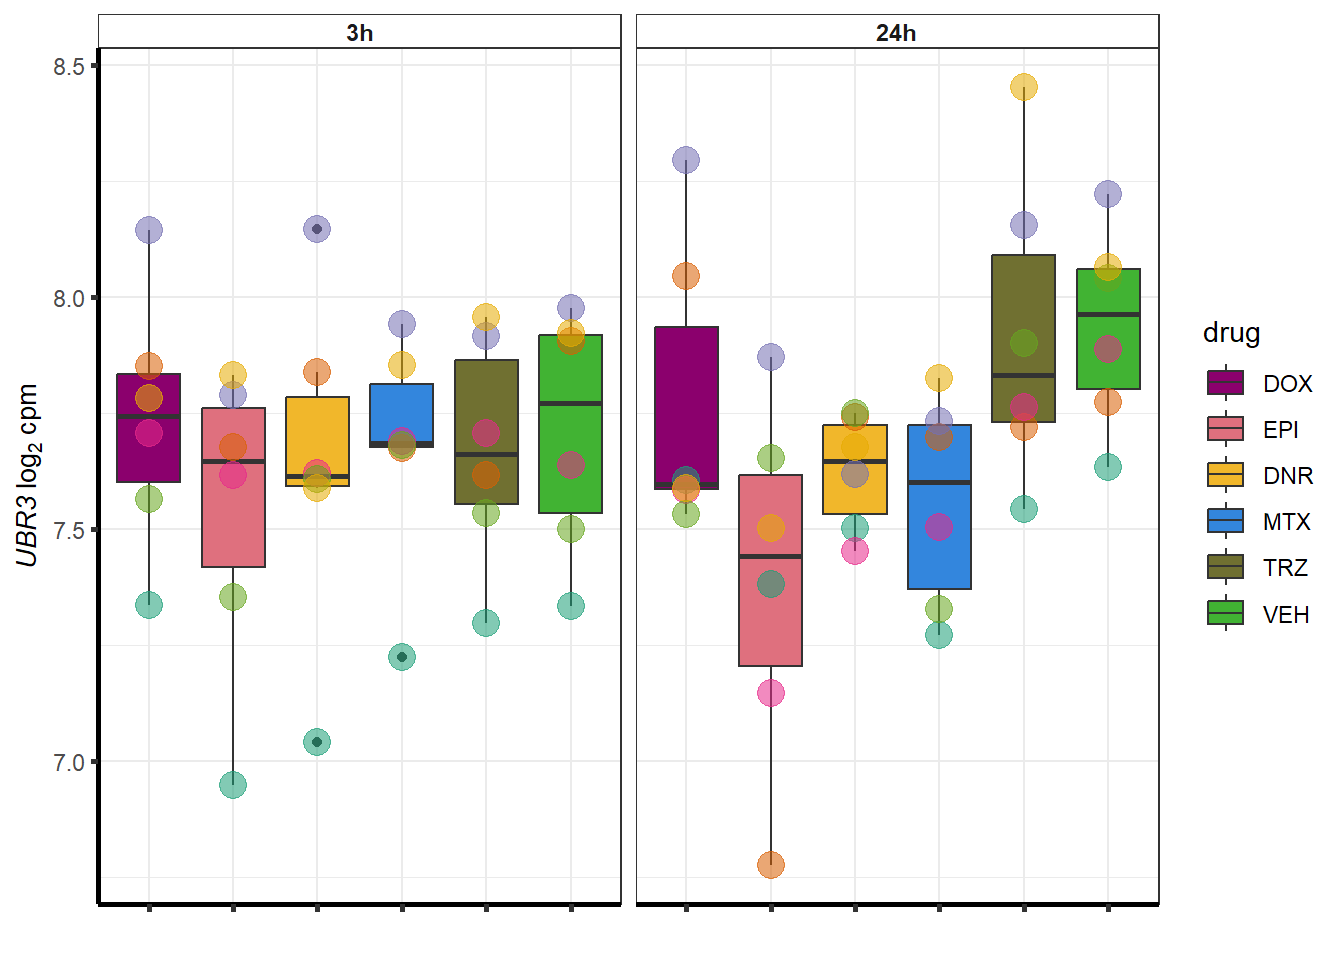 3h
24h
8.5
8.0
7.5
7.0
UBR3 log2 cpm
drug
DOX
EPI
DNR
MTX
TRZ
VEH